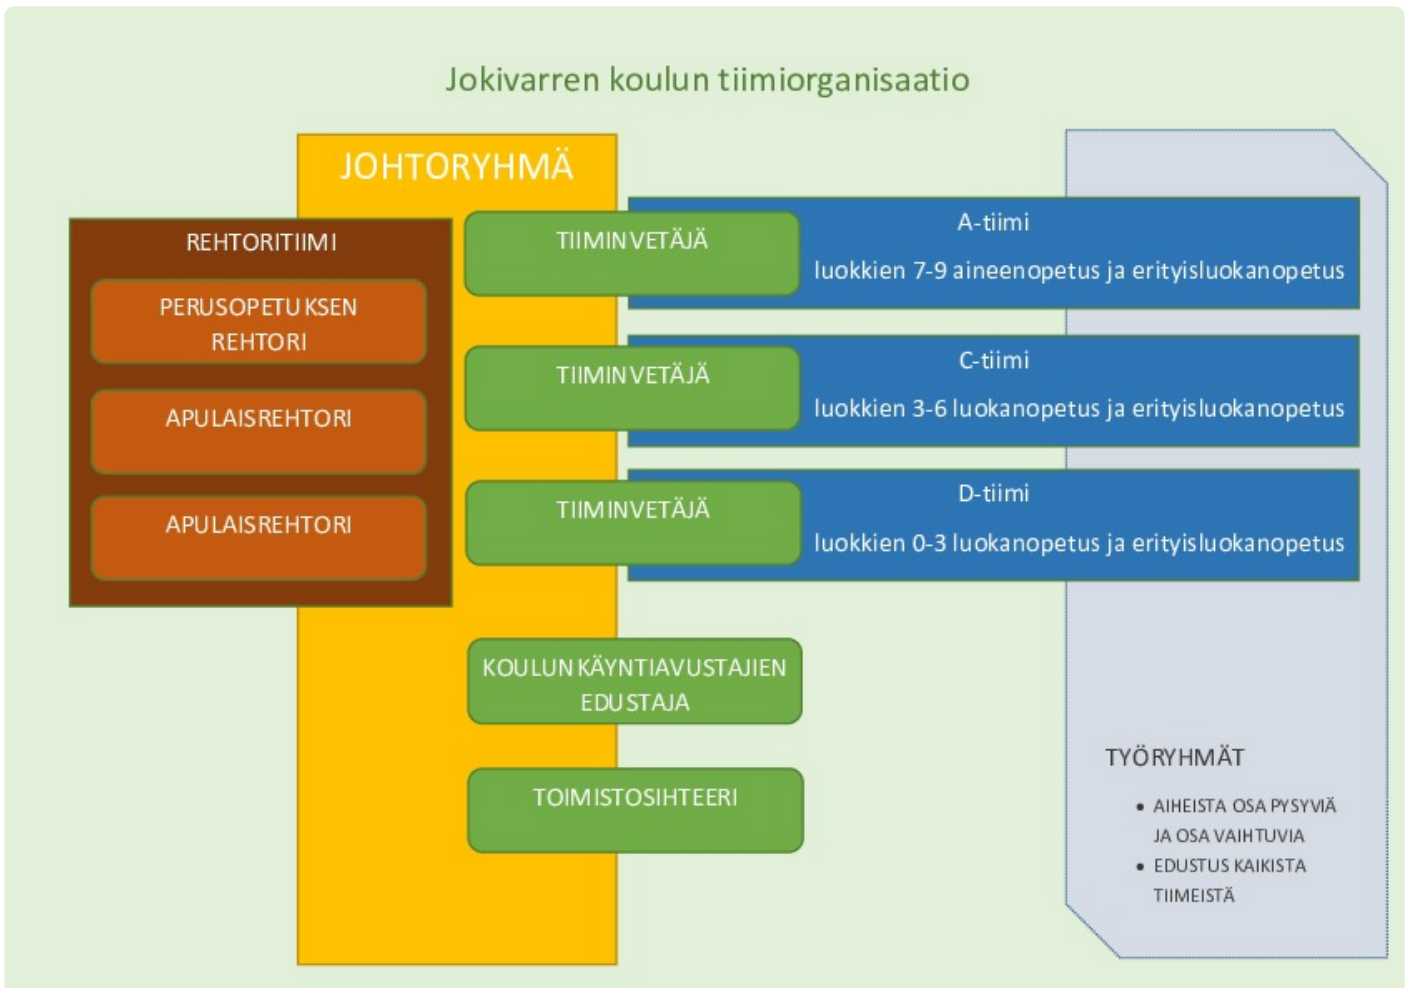 Jokivarren koulun tiimiorganisaatio
JOHTORYHMÄ
REHTORITIIMI
PERUSOPETUKSEN
REHTORI
APULAISREHTORI
APULAISREHTORI
TIIMINVETÄJÄ
A-tiimi
luokkien 7-9 aineenopetus ja erityisluokanopetus
TIIMINVETÄJÄ
C-tiimi
luokkien 3-6 luokanopetus ja erityisluokanopetus
TIIMINVETÄJÄ
D-tiimi
luokkien 0-3 luokanopetus ja erityisluokanopetus
KOULUNKÄYNTIAVUSTAJIEN
EDUSTAJA
TOIMISTOSIHTEERI
TYÖRYHMÄT
• AIHEISTA OSA PYSYVIÄ
JA OSA VAIHTUVIA
• EDUSTUS KAIKISTA
TIIMEISTÄ